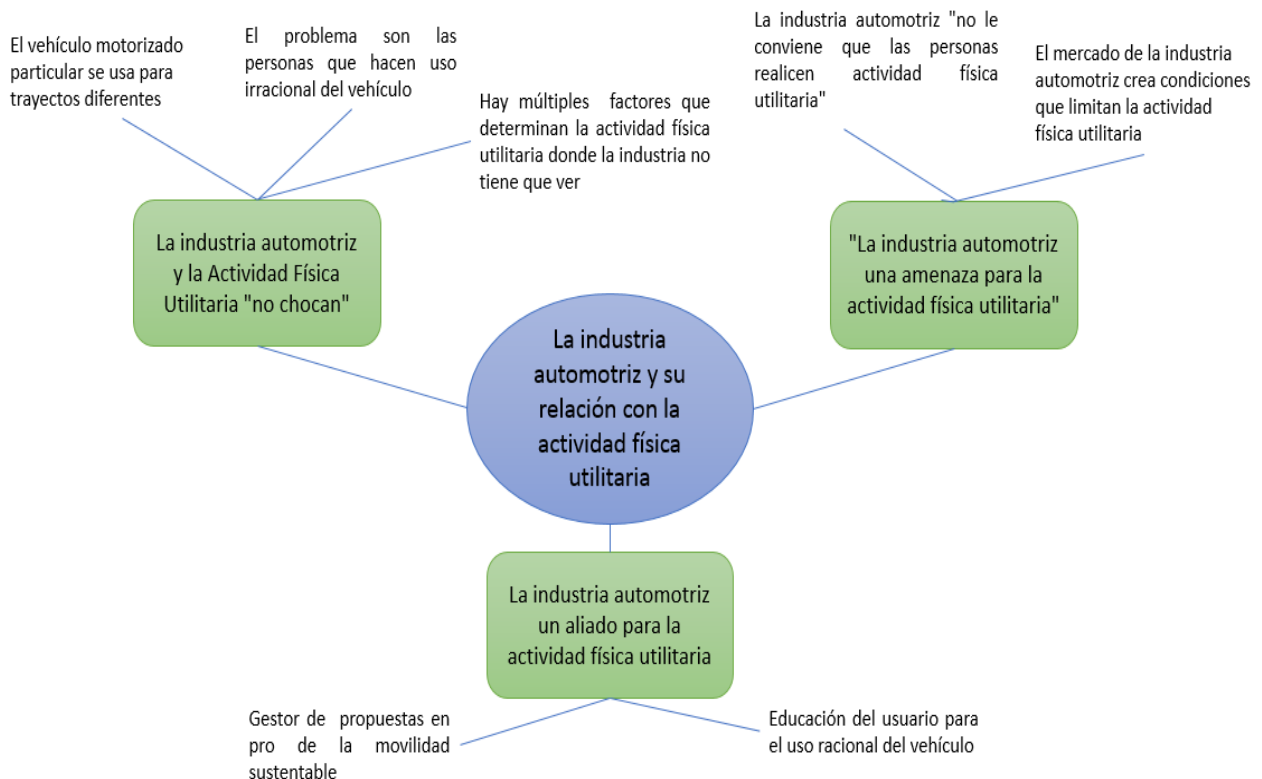 El vehículo motorizado
particular se usa para
trayectos diferentes
El problema son las
personas que hacen uso
irracional del vehículo
Hay múltiples factores que
determinan la actividad física
utilitaria donde la industria no
tiene que ver
La industria automotriz "no le
conviene que las personas
realicen actividad física
utilitaria"
El mercado de la industria
automotriz crea condiciones
que limitan la actividad
física utilitaria
La industria automotriz
y la Actividad Física
Utilitaria "no chocan"
"La industria automotriz
una amenaza para la
actividad física utilitaria"
La industria
automotriz y su
relación con la
actividad física
utilitaria
La industria automotriz
un aliado para la
actividad física utilitaria
Gestor de propuestas en
pro de la movilidad
sustentable
Educación del usuario para
el uso racional del vehículo